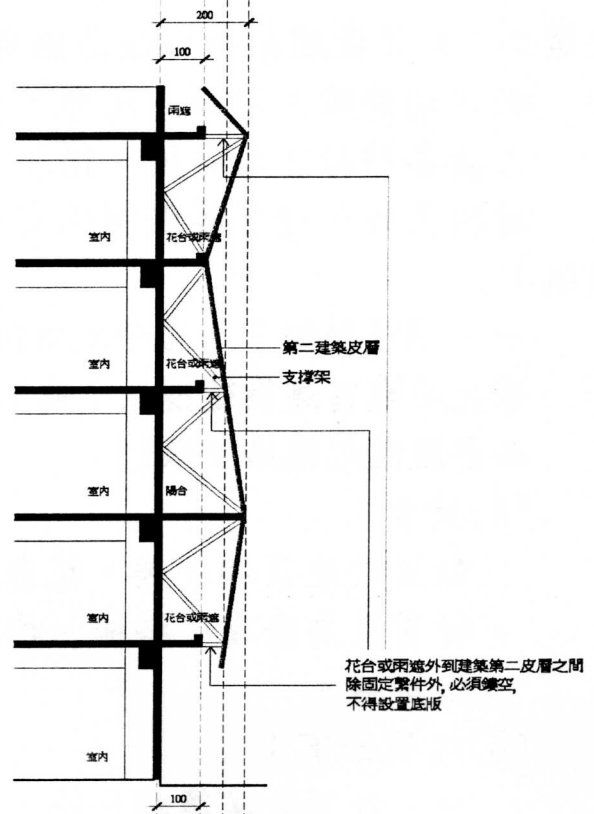 200
100
雨遮
室內
花台或雨遮
第二建築皮層
室內
花台或雨遮
支撐架
室內
陽台
室內
花台或雨遮
花台或雨遮外到建築第二皮層之間
除固定繫件外, 必須鏤空,
不得設置底版
室內
100